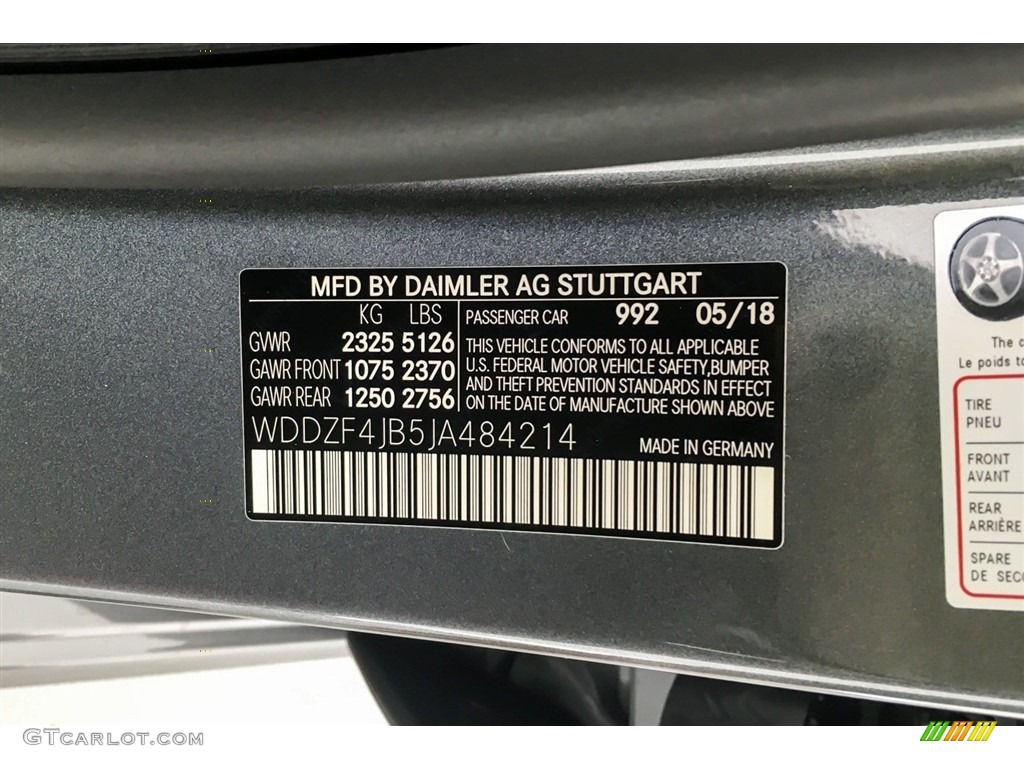 MFD BY DAIMLER AG STUTTGART
KG LBS
GVWR 2325 5126
GAWR FRONT 1075 2370
GAWR REAR 1250 2756
PASSENGER CAR 992 05/18
THIS VEHICLE CONFORMS TO ALL APPLICABLE
U.S. FEDERAL MOTOR VEHICLE SAFETY,BUMPER
AND THEFT PREVENTION STANDARDS IN EFFECT
ON THE DATE OF MANUFACTURE SHOWN ABOVE
WDDZF4JB5JA484214
MADE IN GERMANY
The c
Le poids to
TIRE
PNEU
FRONT
AVANT
REAR
ARRIÈRE
SPARE
DE SECO
GTcarlot.com